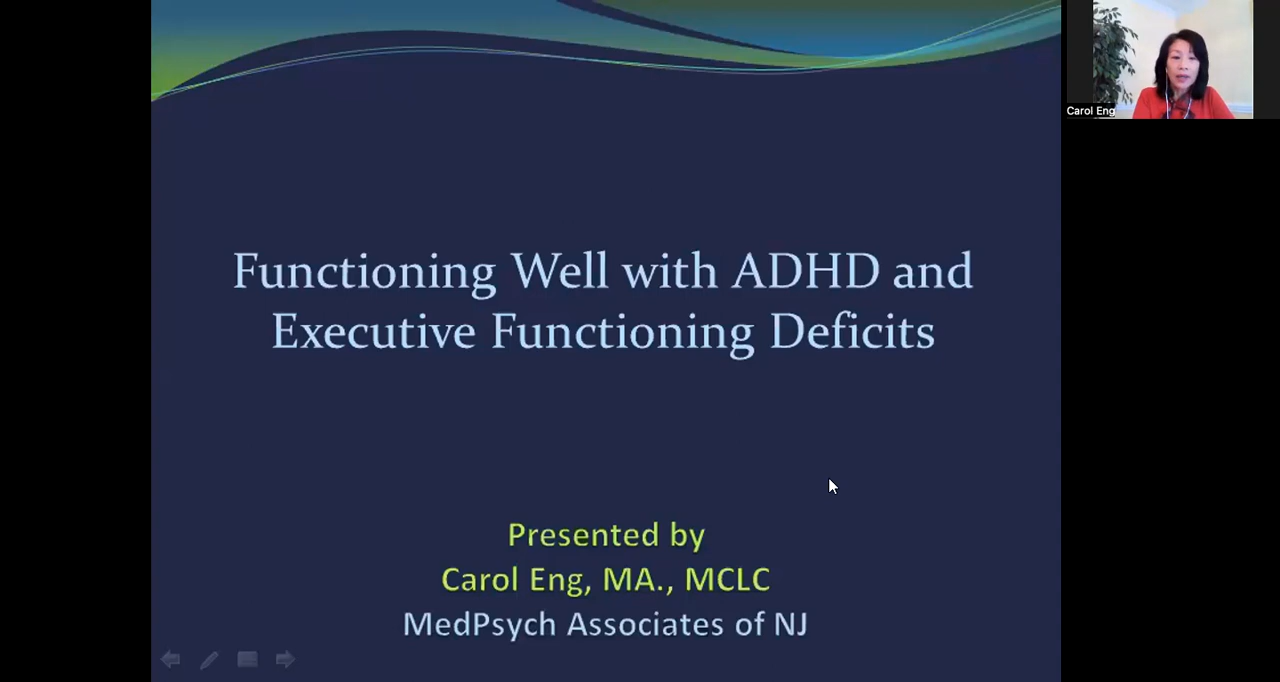 Functioning Well with ADHD and
Executive Functioning Deficits
Presented by
Carol Eng, MA., MCLC
MedPsych Associates of NJ
Carol Eng